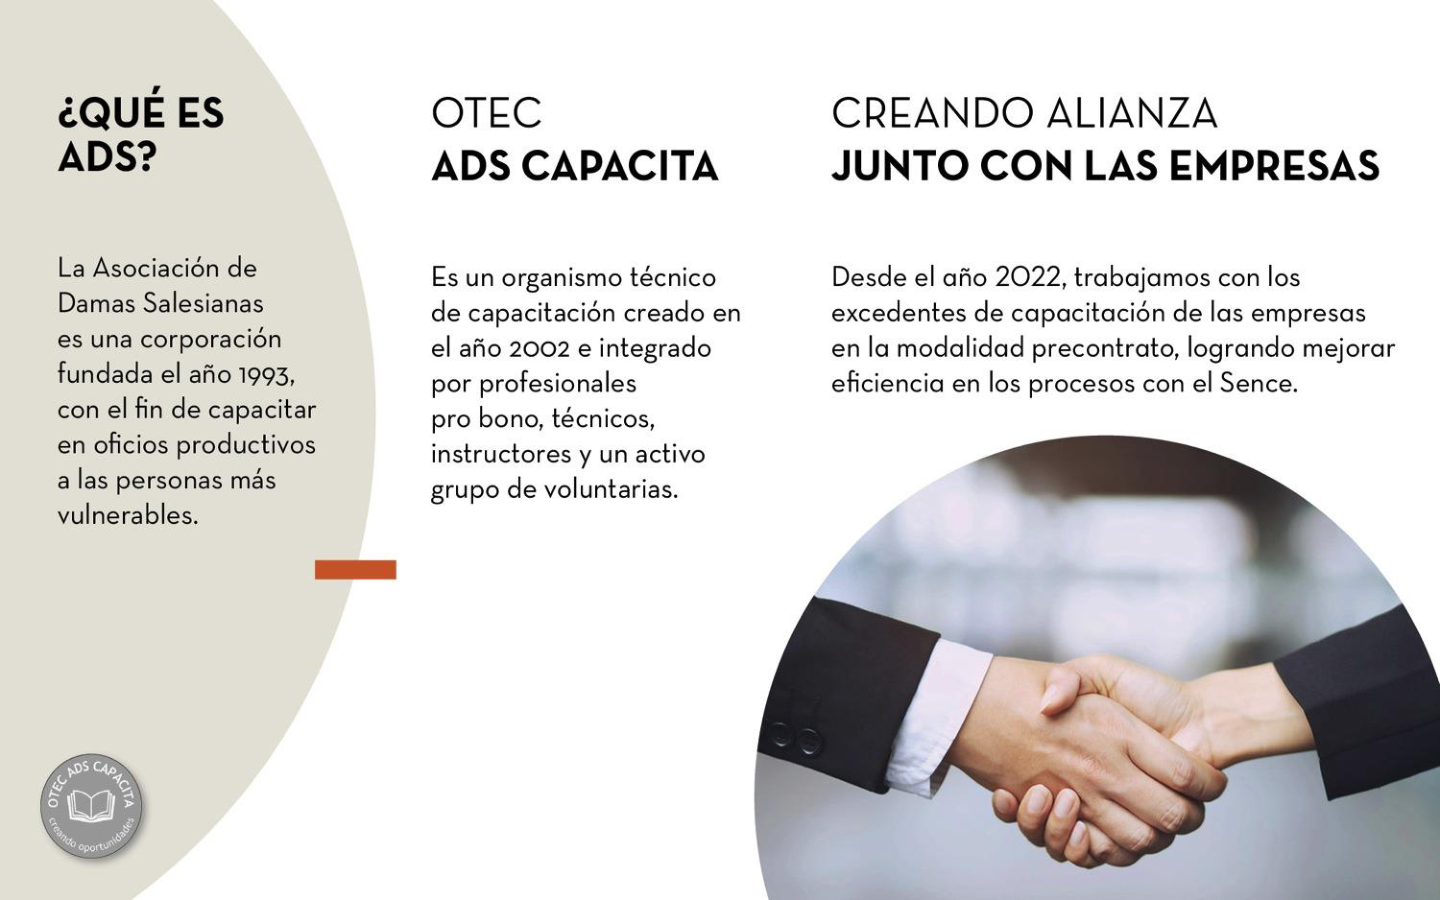 ¿QUÉ ES
ADS?
La Asociación de
Damas Salesianas
es una corporación
fundada el año 1993,
con el fin de capacitar
en oficios productivos
a las personas más
vulnerables.
OTEC ADS CAPACITA
creando oportunidades
OTEC
ADS CAPACITA
Es un organismo técnico
de capacitación creado en
el año 2002 e integrado
por profesionales
pro bono, técnicos,
instructores y un activo
grupo de voluntarias.
CREANDO ALIANZA
JUNTO CON LAS EMPRESAS
Desde el año 2022, trabajamos con los
excedentes de capacitación de las empresas
en la modalidad precontrato, logrando mejorar
eficiencia en los procesos con el Sence.